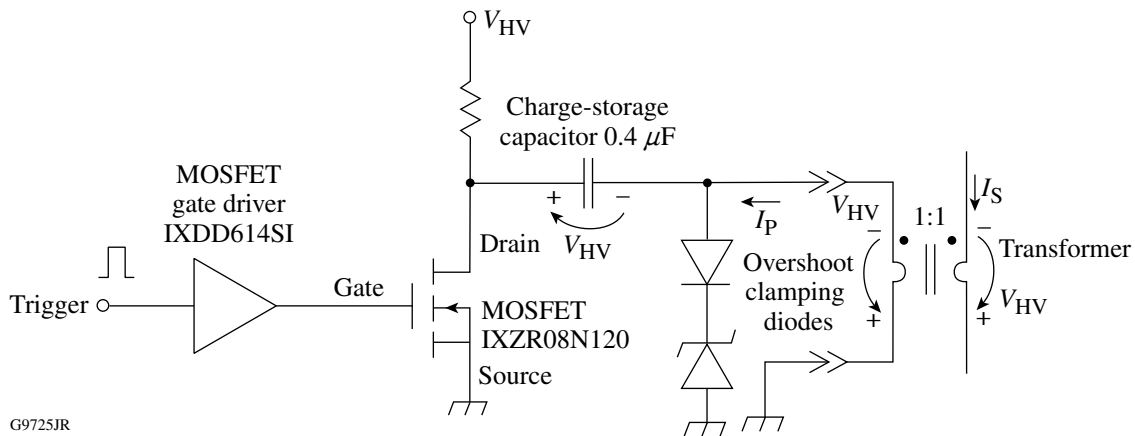 V_HV
Charge-storage
capacitor 0.4 μF
MOSFET
gate driver
IXDD614SI
Trigger
Gate
Drain
MOSFET
IXZR08N120
Source
+
–
V_HV
I_P
Overshoot
clamping
diodes
V_HV
–
+
1:1
I_S
–
+
Transformer
V_HV
G9725JR